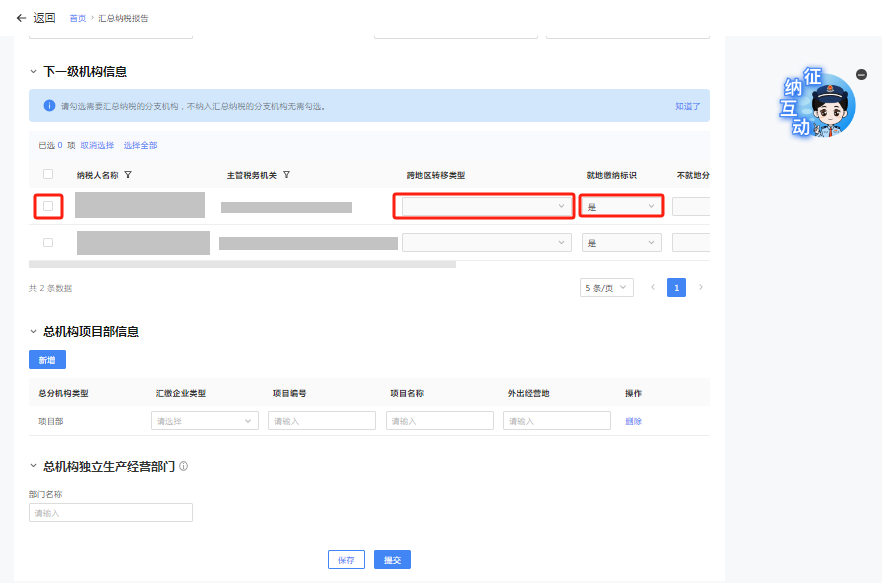 返回 首页 › 汇总纳税报告
下一级机构信息
请勾选需要汇总纳税的分支机构，不纳入汇总纳税的分支机构无需勾选。 知道了
已选 0 项 取消选择 选择全部
纳税人名称 主管税务机关 跨地区转移类型 就地缴纳标识 不就地分
是
是
共 2 条数据 5 条/页 1
总机构项目部信息
新增
总分机构类型 汇缴企业类型 项目编号 项目名称 外出经营地 操作
项目部 请选择 请输入 请输入 请输入 删除
总机构独立生产经营部门
部门名称
请输入
保存 提交
征
纳
互
动